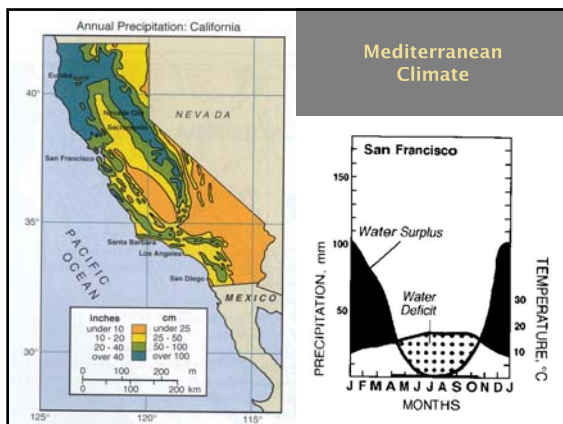 Annual Precipitation: California
Eureka
40°
NEVADA
Nevada City
Sacramento
San Francisco
35°
Santa Barbara
Los Angeles
San Diego
PACIFIC
OCEAN
MEXICO
inches cm
under 10 under 25
10 - 20 25 - 50
20 - 40 50 - 100
over 40 over 100
0 100 200 m
0 100 200 km
30°
125° 120° 115°
Mediterranean
Climate
San Francisco
150
100
50
Water Surplus
Water
Deficit
PRECIPITATION, mm
30
20
10
TEMPERATURE, °C
J F M A M J J A S O N D J
MONTHS